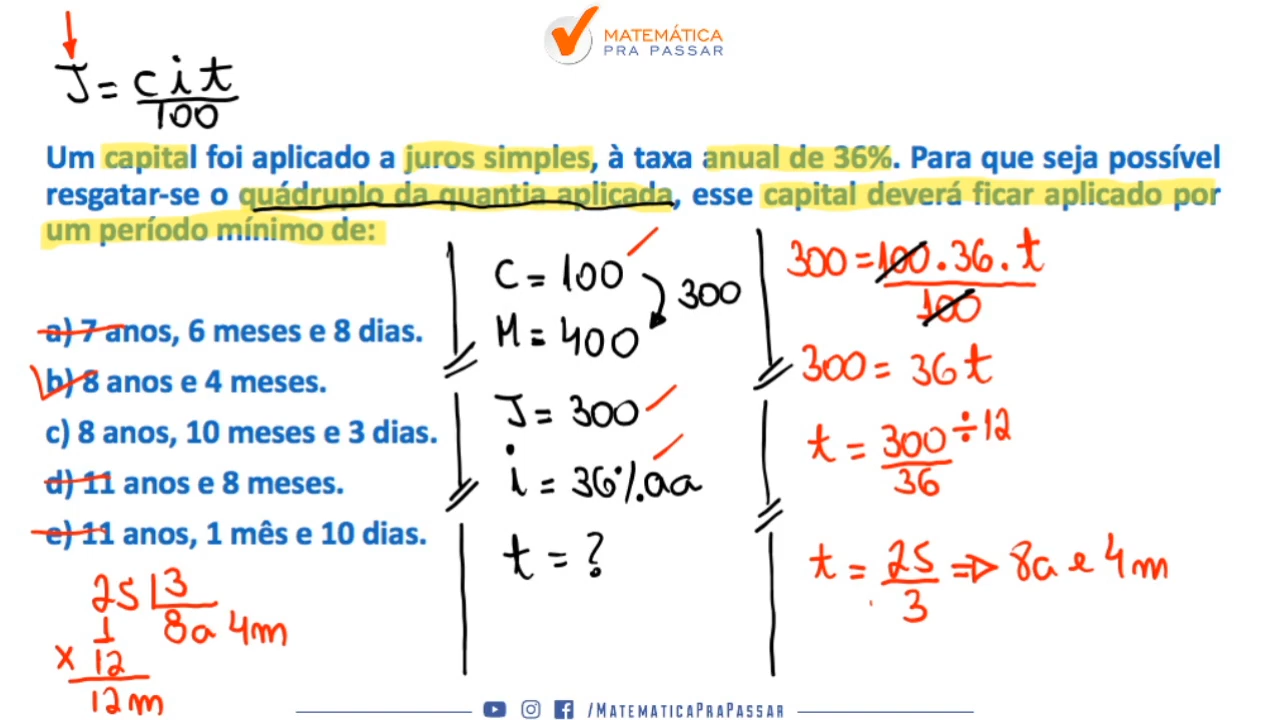 MATEMÁTICA
PRA PASSAR
J = c i t
100
Um capital foi aplicado a juros simples, à taxa anual de 36%. Para que seja possível
resgatar-se o quádruplo da quantia aplicada, esse capital deverá ficar aplicado por
um período mínimo de:
a) 7 anos, 6 meses e 8 dias.
b) 8 anos e 4 meses.
c) 8 anos, 10 meses e 3 dias.
d) 11 anos e 8 meses.
e) 11 anos, 1 mês e 10 dias.
25 3
1 8a 4m
x 12
12m
C = 100
300
M = 400
J = 300
i = 36% aa
t = ?
300 = 100 . 36 . t
100
300 = 36 t
t = 300 ÷12
36
t = 25 ⇒ 8a e 4m
3
/MatematicaPraPassar